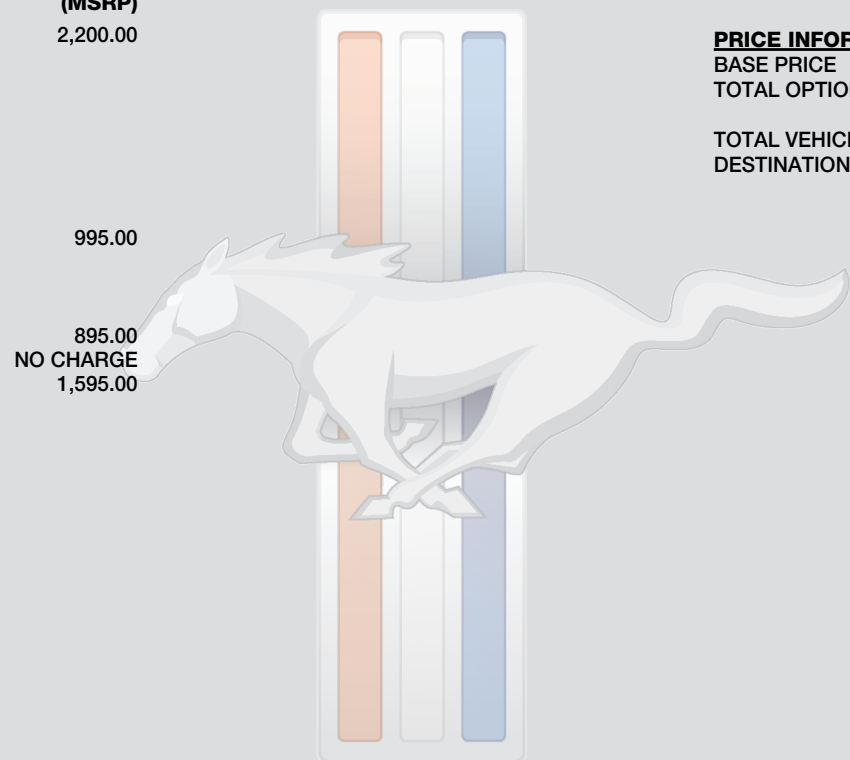 (MSRP)
2,200.00
995.00
895.00
NO CHARGE
1,595.00
PRICE INFOR
BASE PRICE
TOTAL OPTIO
TOTAL VEHICL
DESTINATION